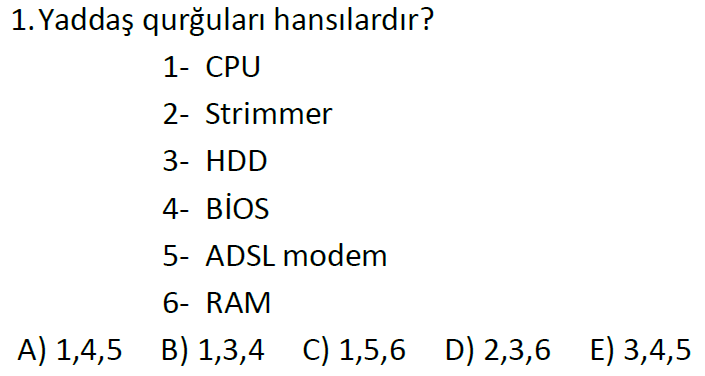 1.Yaddaş qurğuları hansılardır?
1- CPU
2- Strimmer
3- HDD
4- BİOS
5- ADSL modem
6- RAM
A) 1,4,5 B) 1,3,4 C) 1,5,6 D) 2,3,6 E) 3,4,5